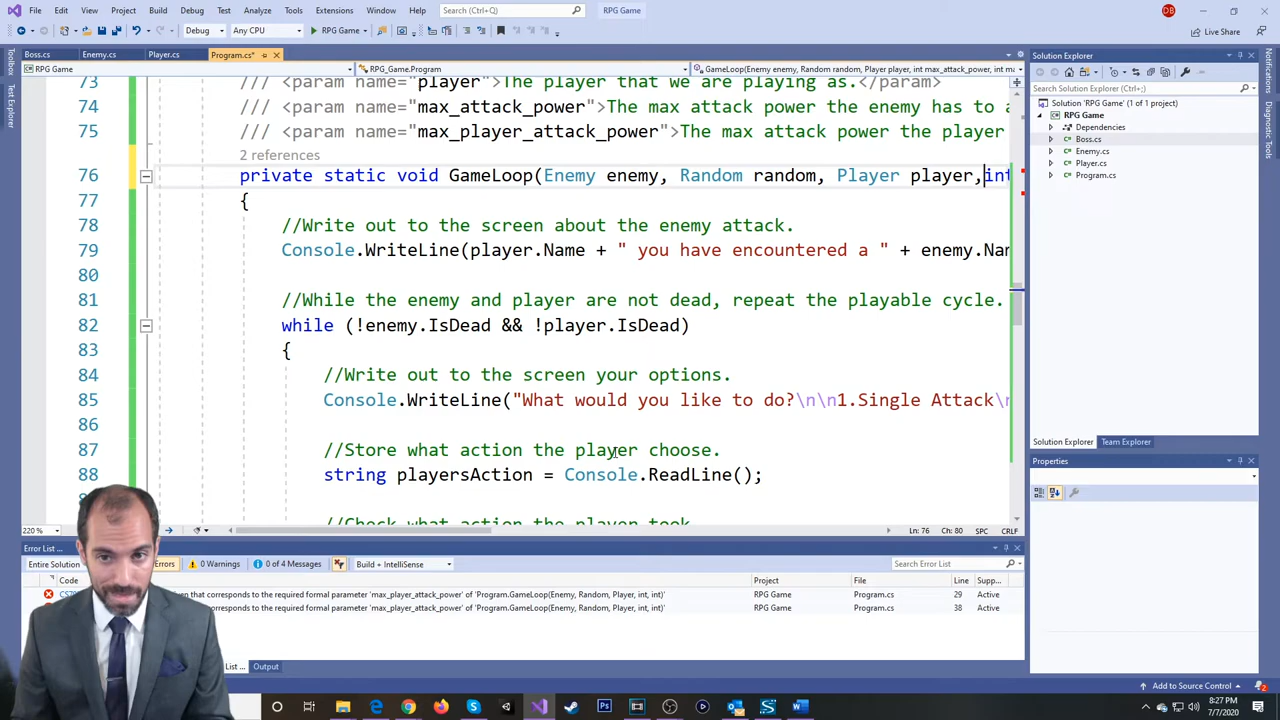 File Edit View Project Build Debug Test Analyze Tools Extensions Window Help Search (Ctrl+;) RPG Game DB
Debug Any CPU RPG Game Live Share
Boss.cs Enemy.cs Player.cs Program.cs*
RPG Game RPG_Game.Program GameLoop(Enemy enemy, Random random, Player player, int max_attack_power, int m
Toolbox
Test Explorer
73 /// <param name="player">The player that we are playing as.</param>
74 /// <param name="max_attack_power">The max attack power the enemy has to a
75 /// <param name="max_player_attack_power">The max attack power the player
2 references
76 private static void GameLoop(Enemy enemy, Random random, Player player,int
{
78 //Write out to the screen about the enemy attack.
79 Console.WriteLine(player.Name + " you have encountered a " + enemy.Nam
80
81 //While the enemy and player are not dead, repeat the playable cycle.
82 while (!enemy.IsDead && !player.IsDead)
83 {
84 //Write out to the screen your options.
85 Console.WriteLine("What would you like to do?\n\n1.Single Attack\n
86
87 //Store what action the player choose.
88 string playersAction = Console.ReadLine();
//Check what action the player took
220 % Ln: 76 Ch: 80 SPC CRLF
Error List ...
Entire Solution Errors 0 Warnings 0 of 4 Messages Build + IntelliSense Search Error List
Code Project File Line Supp...
that corresponds to the required formal parameter 'max_player_attack_power' of 'Program.GameLoop(Enemy, Random, Player, int, int)' RPG Game Program.cs 29 Active
corresponds to the required formal parameter 'max_player_attack_power' of 'Program.GameLoop(Enemy, Random, Player, int, int)' RPG Game Program.cs 38 Active
List ... Output
Solution Explorer
Search Solution Explorer (Ctrl+;)
Solution 'RPG Game' (1 of 1 project)
RPG Game
Dependencies
Boss.cs
Enemy.cs
Player.cs
Program.cs
Solution Explorer Team Explorer
Properties
Notifications
Diagnostic Tools
Add to Source Control
8:27 PM
7/7/2020